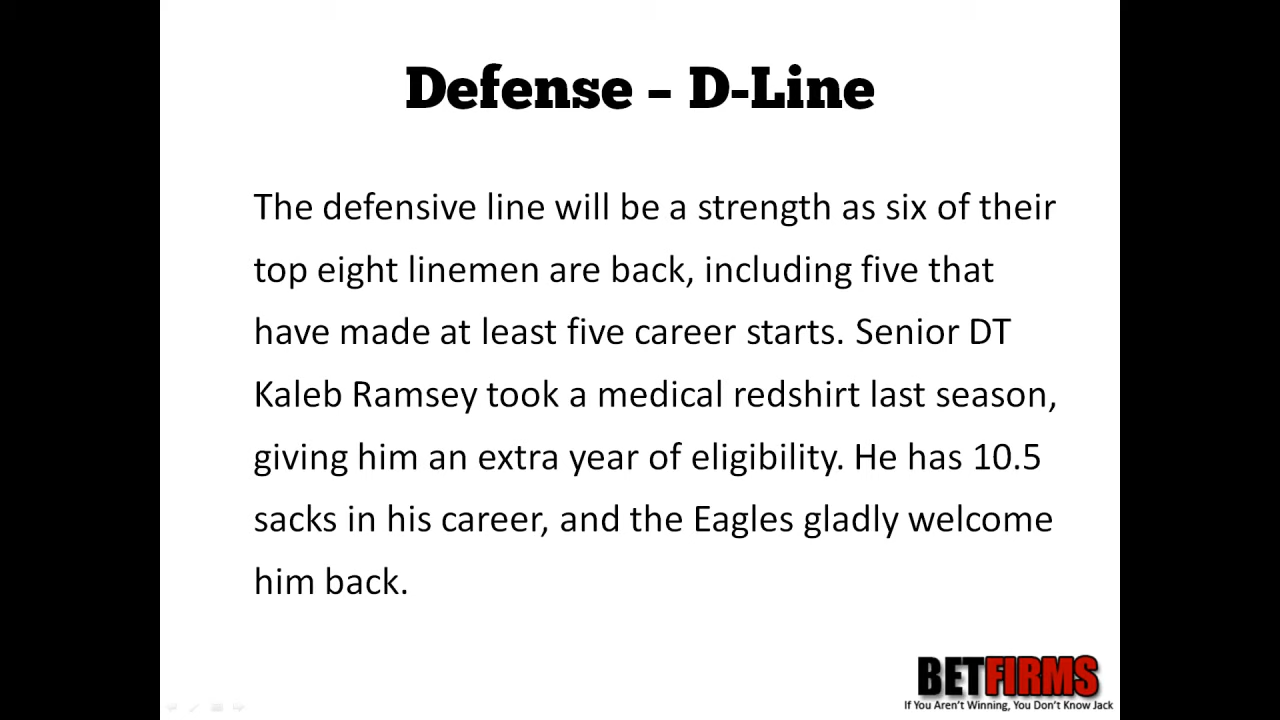 Defense – D-Line
The defensive line will be a strength as six of their
top eight linemen are back, including five that
have made at least five career starts. Senior DT
Kaleb Ramsey took a medical redshirt last season,
giving him an extra year of eligibility. He has 10.5
sacks in his career, and the Eagles gladly welcome
him back.
BETFIRMS
If You Aren't Winning, You Don't Know Jack